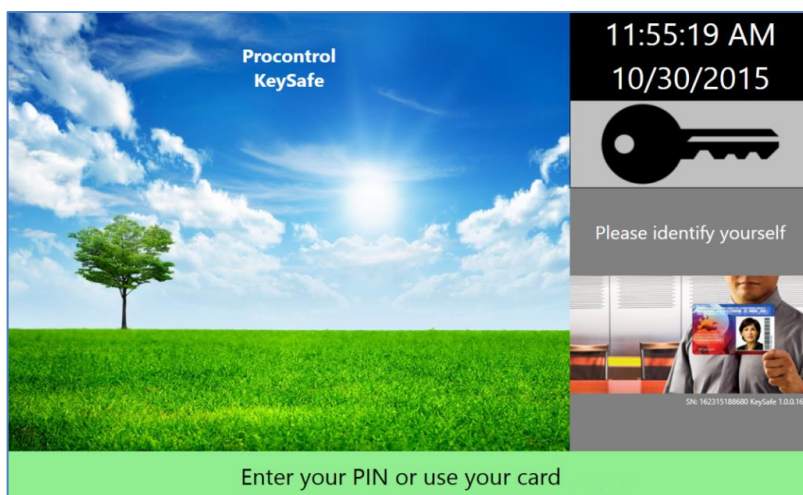 Procontrol
KeySafe
11:55:19 AM
10/30/2015
Please identify yourself
SN: 162315188680 KeySafe 1.0.0.16
Enter your PIN or use your card